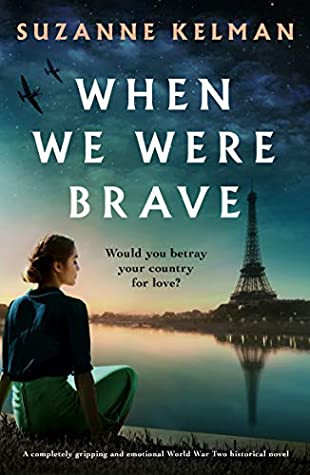 SUZANNE KELMAN
WHEN
WE WERE
BRAVE
Would you betray
your country
for love?
A completely gripping and emotional World War Two historical novel